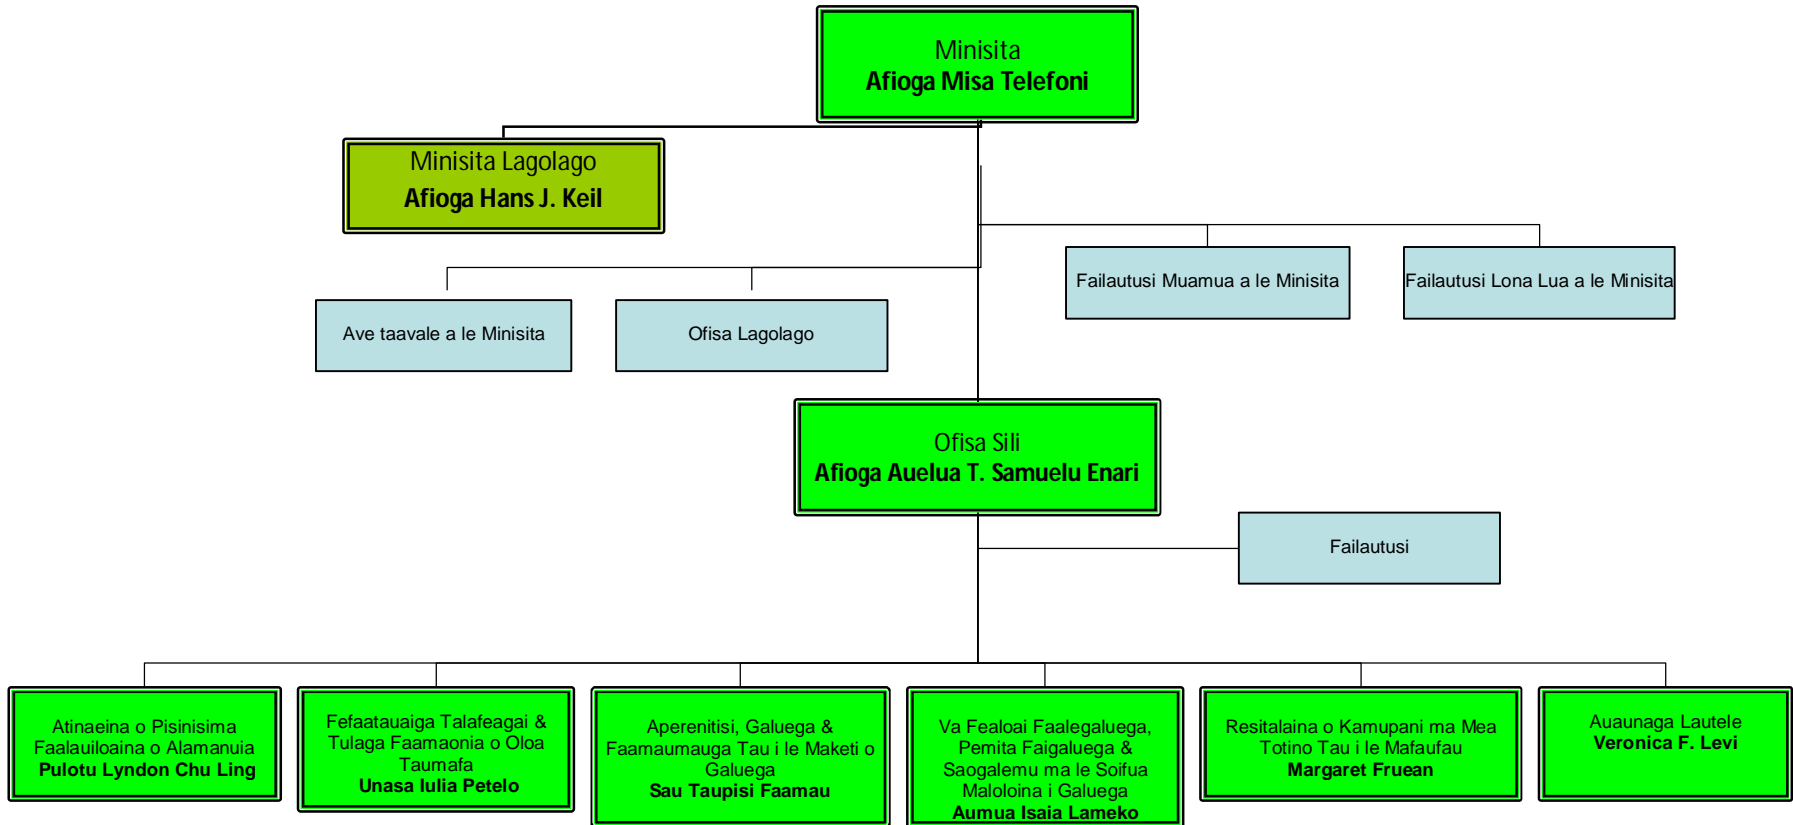 Minisita
Afioga Misa Telefoni
Minisita Lagolago
Afioga Hans J. Keil
Failautusi Muamua a le Minisita
Failautusi Lona Lua a le Minisita
Ave taavale a le Minisita
Ofisa Lagolago
Ofisa Sili
Afioga Auelua T. Samuelu Enari
Failautusi
Atinaeina o Pisinisima
Faalauiloaina o Alamanuia
Pulotu Lyndon Chu Ling
Fefaatauaiga Talafeagai &
Tulaga Faamaonia o Oloa
Taumafa
Unasa Iulia Petelo
Aperenitisi, Galuega &
Faamaumauga Tau i le Maketi o
Galuega
Sau Taupisi Faamau
Va Fealoai Faalegaluega,
Pemita Faigaluega &
Saogalemu ma le Soifua
Maloloina i Galuega
Aumua Isaia Lameko
Resitalaina o Kamupani ma Mea
Totino Tau i le Mafaufau
Margaret Fruean
Auaunaga Lautele
Veronica F. Levi